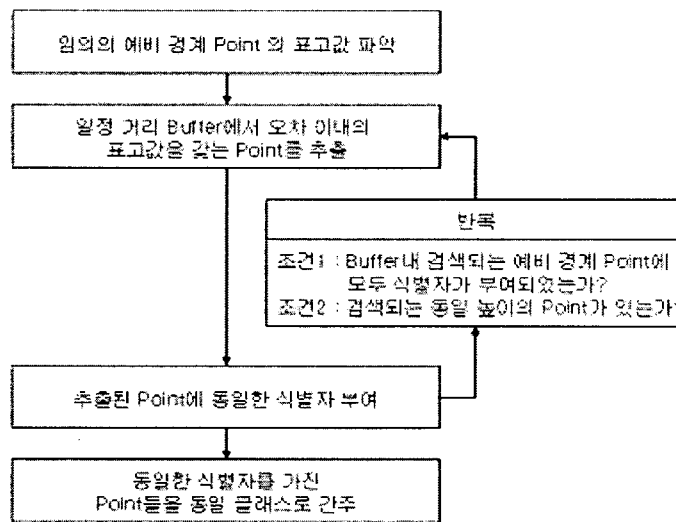 임의의 예비 경계 Point 의 표고값 파악
일정 거리 Buffer에서 오차 이내의
표고값을 갖는 Point를 추출
반복
조건1 : Buffer내 검색되는 예비 경계 Point에
모두 식별자가 부여되었는가?
조건2 : 검색되는 동일 높이의 Point가 있는가?
추출된 Point에 동일한 식별자 부여
동일한 식별자를 가진
Point들을 동일 클래스로 간주